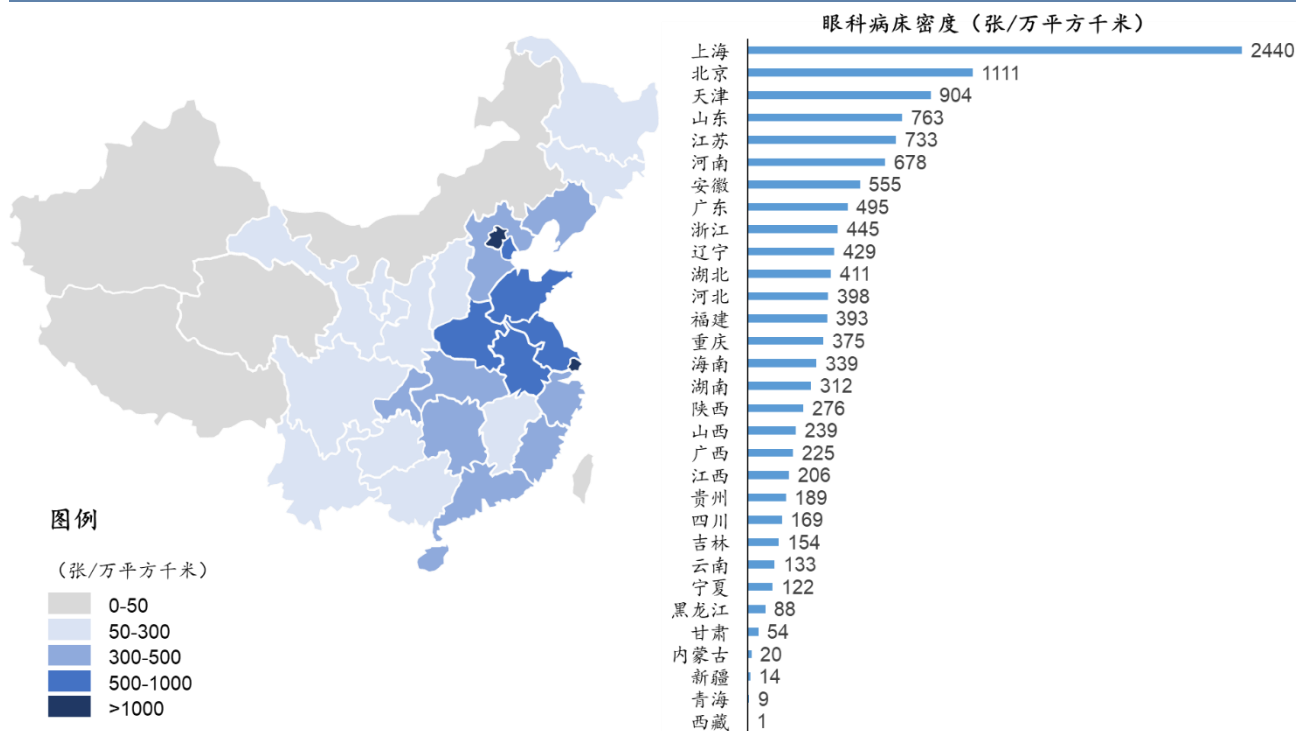 眼科病床密度（张/万平方千米）
上海 2440
北京 1111
天津 904
山东 763
江苏 733
河南 678
安徽 555
广东 495
浙江 445
辽宁 429
湖北 411
河北 398
福建 393
重庆 375
海南 339
湖南 312
陕西 276
山西 239
广西 225
江西 206
贵州 189
四川 169
吉林 154
云南 133
宁夏 122
黑龙江 88
甘肃 54
内蒙古 20
新疆 14
青海 9
西藏 1
图例
（张/万平方千米）
0-50
50-300
300-500
500-1000
>1000